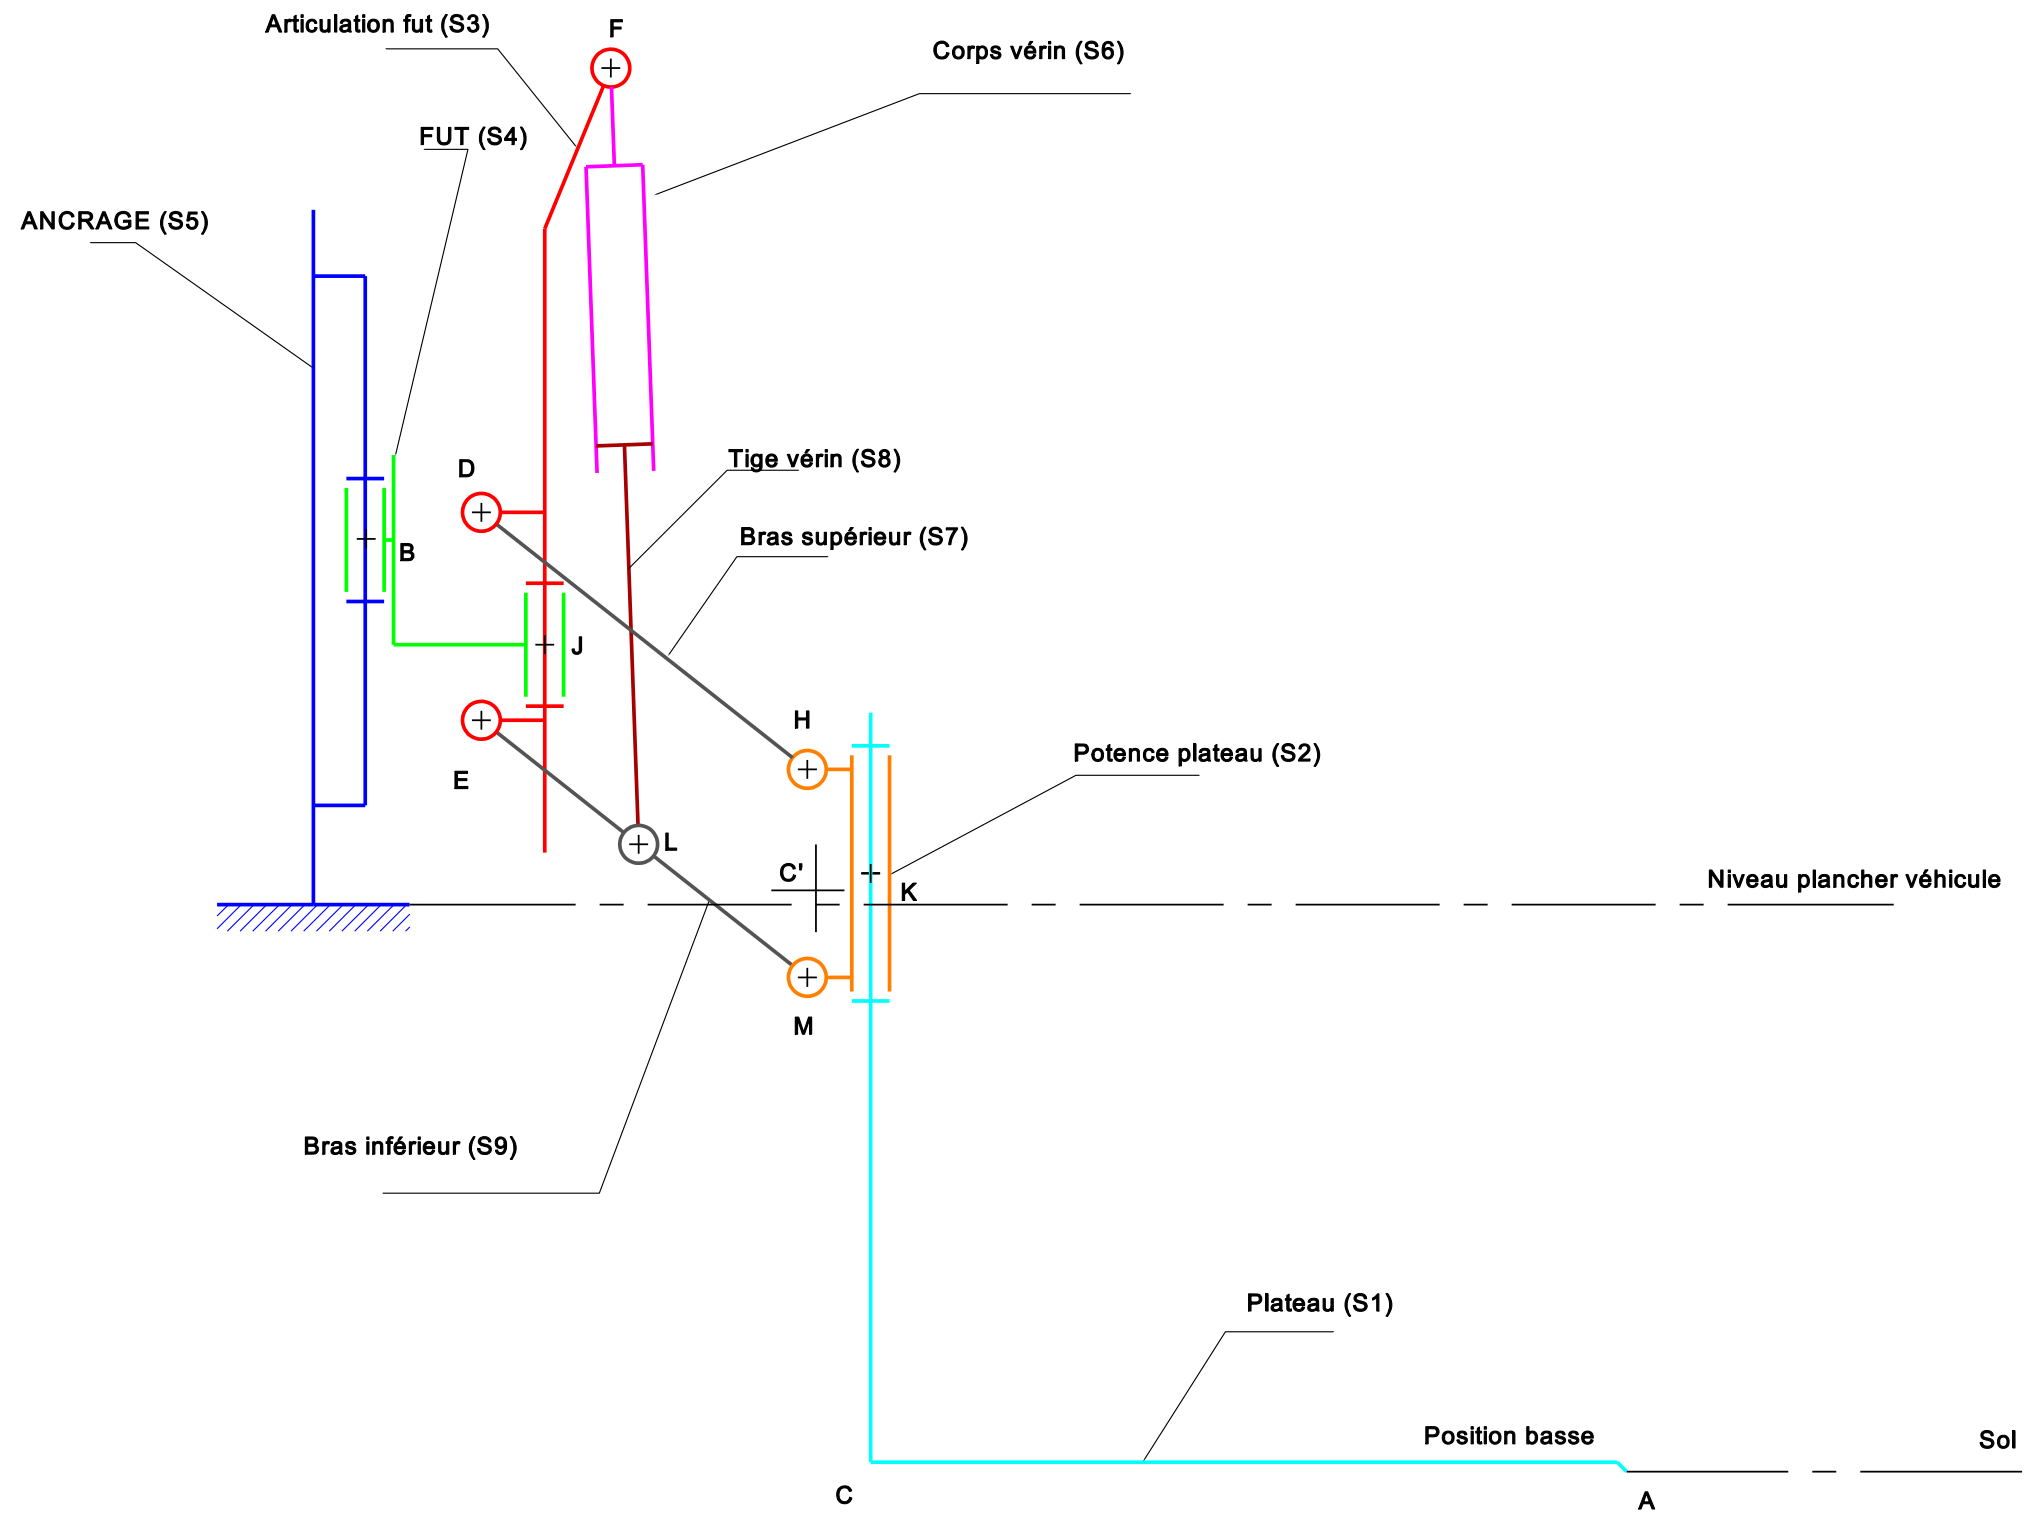 Articulation fut (S3)
F
Corps vérin (S6)
FUT (S4)
ANCRAGE (S5)
D
Tige vérin (S8)
Bras supérieur (S7)
B
J
H
Potence plateau (S2)
E
L
C'
K
Niveau plancher véhicule
M
Bras inférieur (S9)
Plateau (S1)
Position basse
Sol
C
A